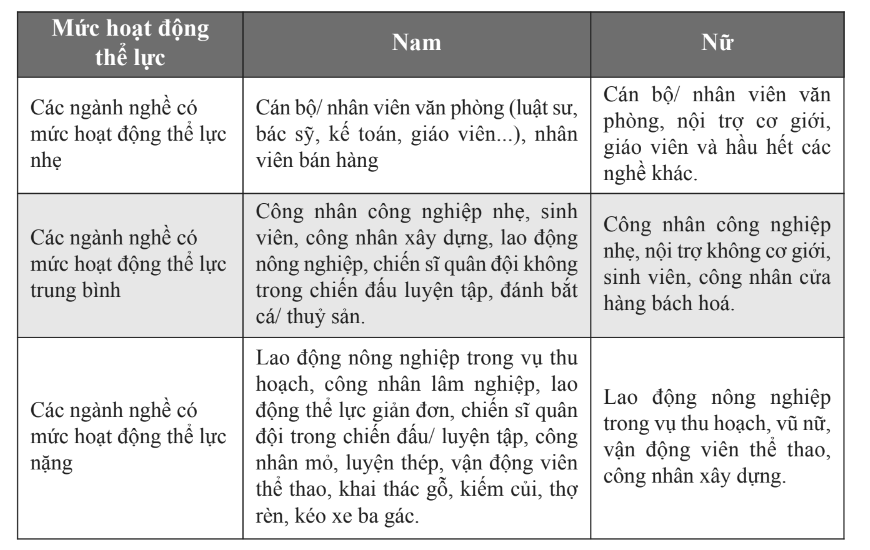 Mức hoạt động
thể lực
Nam
Nữ
Các ngành nghề có
mức hoạt động thể lực
nhẹ
Cán bộ/ nhân viên văn phòng (luật sư,
bác sỹ, kế toán, giáo viên...), nhân
viên bán hàng
Cán bộ/ nhân viên văn
phòng, nội trợ cơ giới,
giáo viên và hầu hết các
nghề khác.
Các ngành nghề có
mức hoạt động thể lực
trung bình
Công nhân công nghiệp nhẹ, sinh
viên, công nhân xây dựng, lao động
nông nghiệp, chiến sĩ quân đội không
trong chiến đấu luyện tập, đánh bắt
cá/ thuỷ sản.
Công nhân công nghiệp
nhẹ, nội trợ không cơ giới,
sinh viên, công nhân cửa
hàng bách hoá.
Các ngành nghề có
mức hoạt động thể lực
nặng
Lao động nông nghiệp trong vụ thu
hoạch, công nhân lâm nghiệp, lao
động thể lực giản đơn, chiến sĩ quân
đội trong chiến đấu/ luyện tập, công
nhân mỏ, luyện thép, vận động viên
thể thao, khai thác gỗ, kiếm củi, thợ
rèn, kéo xe ba gác.
Lao động nông nghiệp
trong vụ thu hoạch, vũ nữ,
vận động viên thể thao,
công nhân xây dựng.